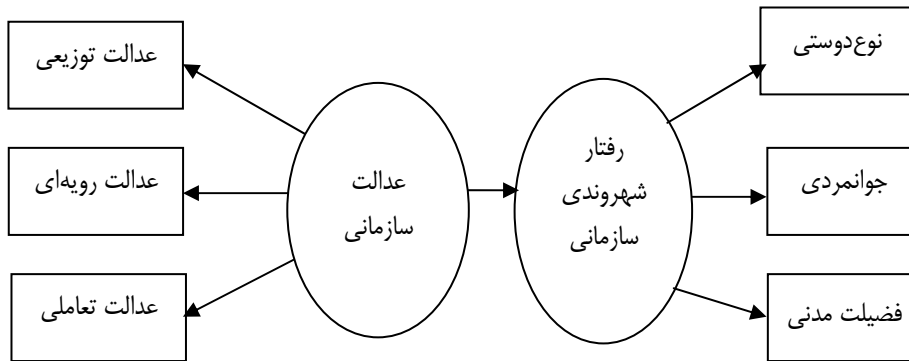 نوع‌دوستی
جوانمردی
فضیلت مدنی
رفتار
شهروندی
سازمانی
عدالت
سازمانی
عدالت توزیعی
عدالت رویه‌ای
عدالت تعاملی